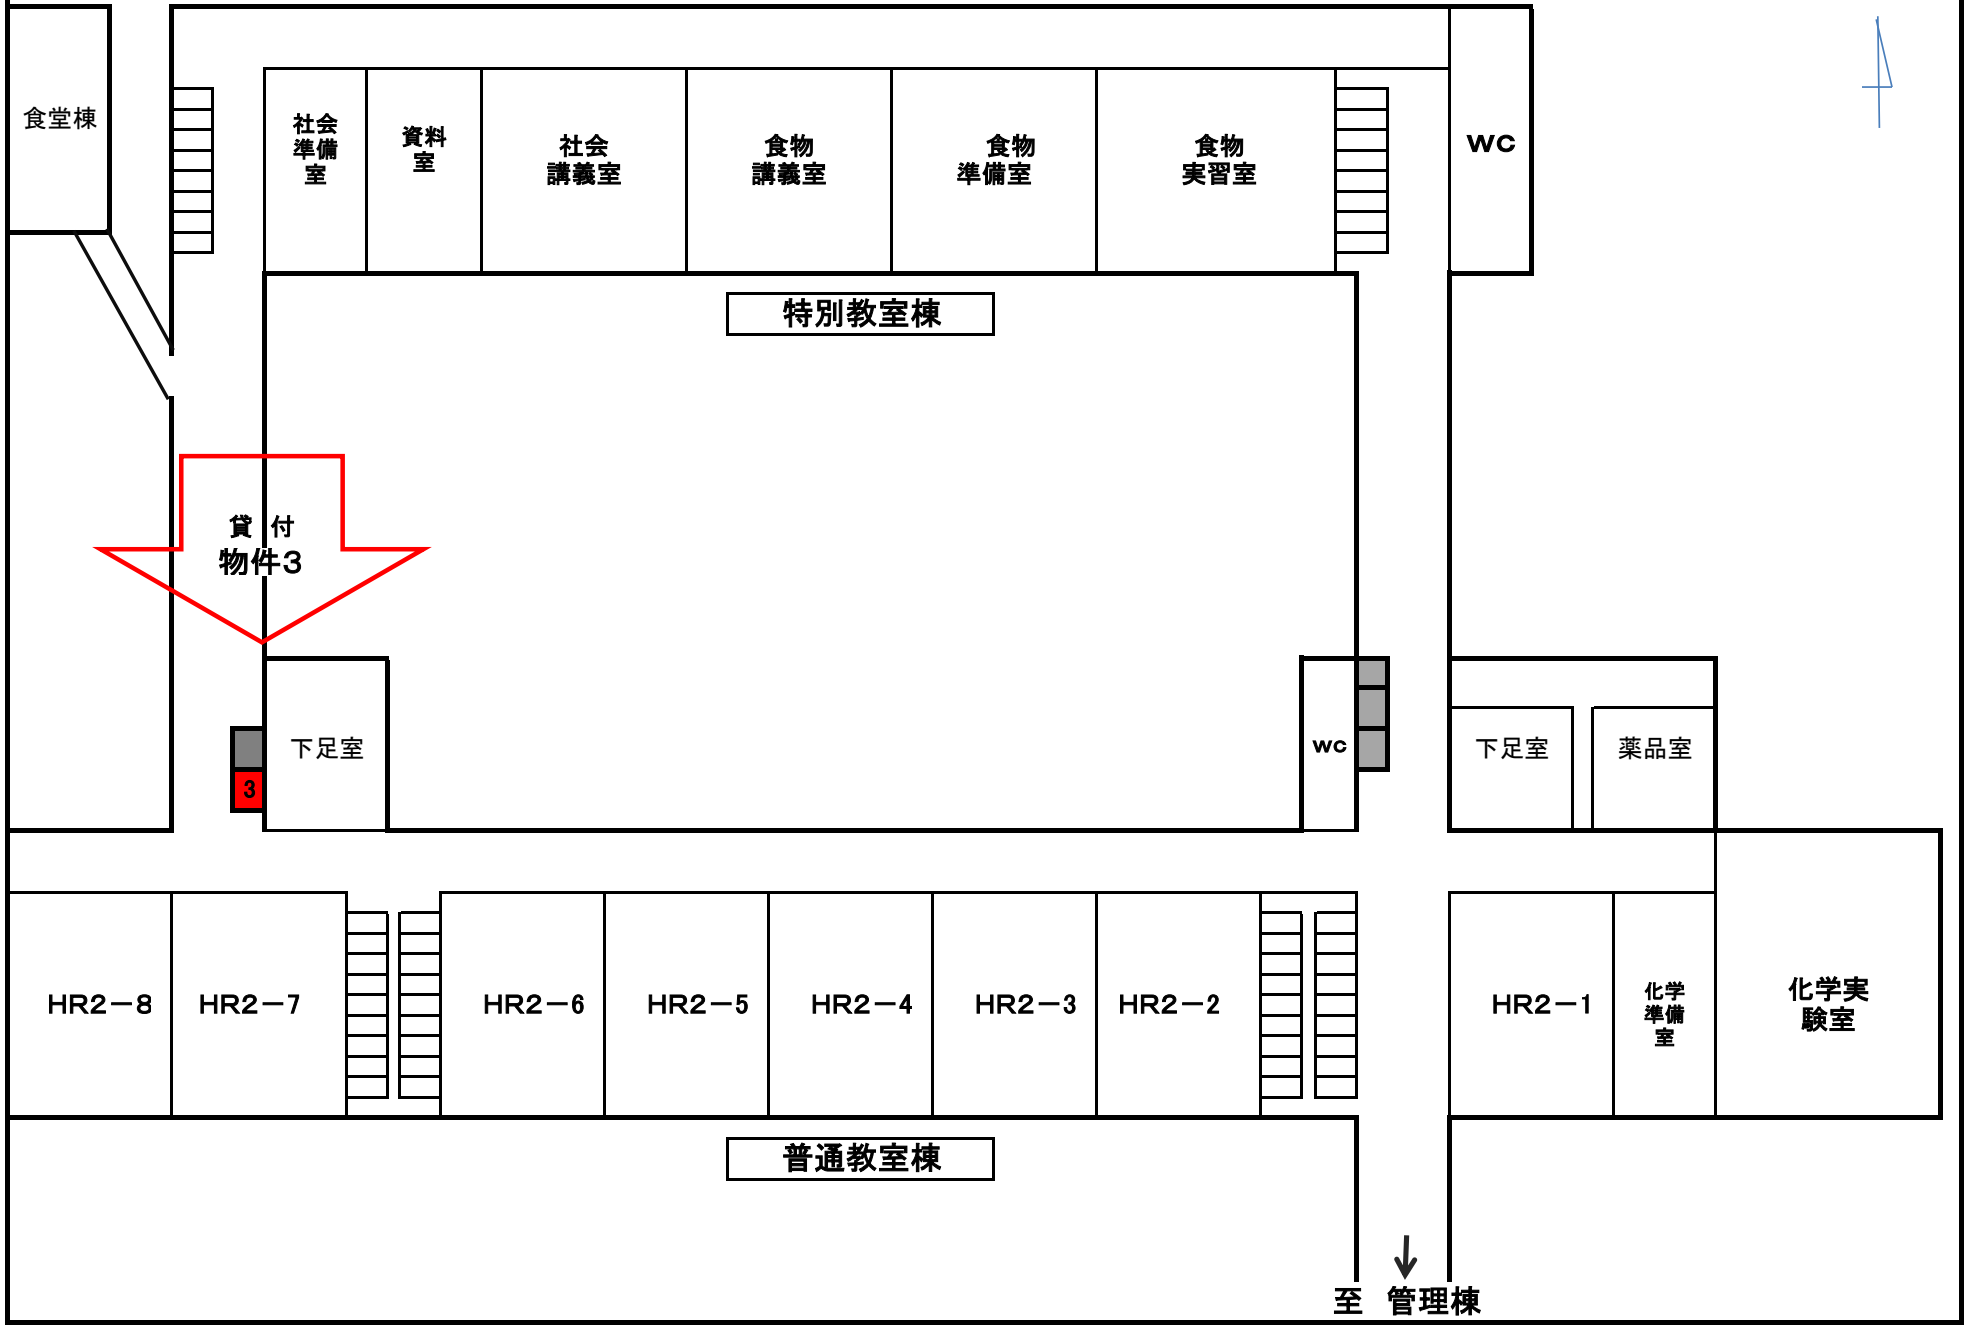 食堂棟
社会
準備
室
資料
室
社会
講義室
食物
講義室
食物
準備室
食物
実習室
WC
特別教室棟
貸　付
物件3
下足室
3
WC
下足室
薬品室
HR2－8
HR2－7
HR2－6
HR2－5
HR2－4
HR2－3
HR2－2
HR2－1
化学
準備
室
化学実
験室
普通教室棟
至　管理棟